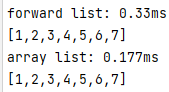 forward list: 0.33ms
[1,2,3,4,5,6,7]
array list: 0.177ms
[1,2,3,4,5,6,7]